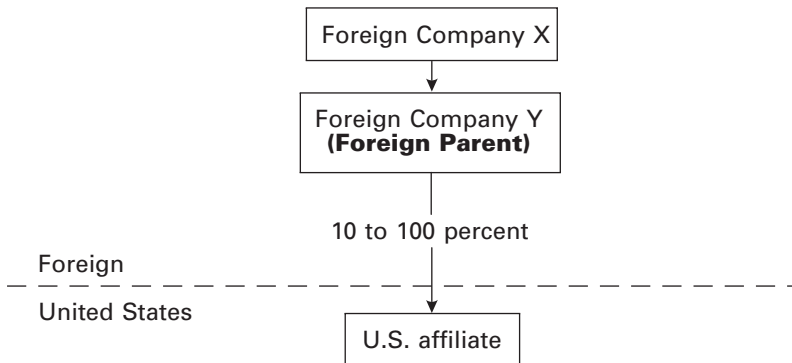 Foreign Company X
Foreign Company Y
(Foreign Parent)
10 to 100 percent
Foreign
United States
U.S. affiliate